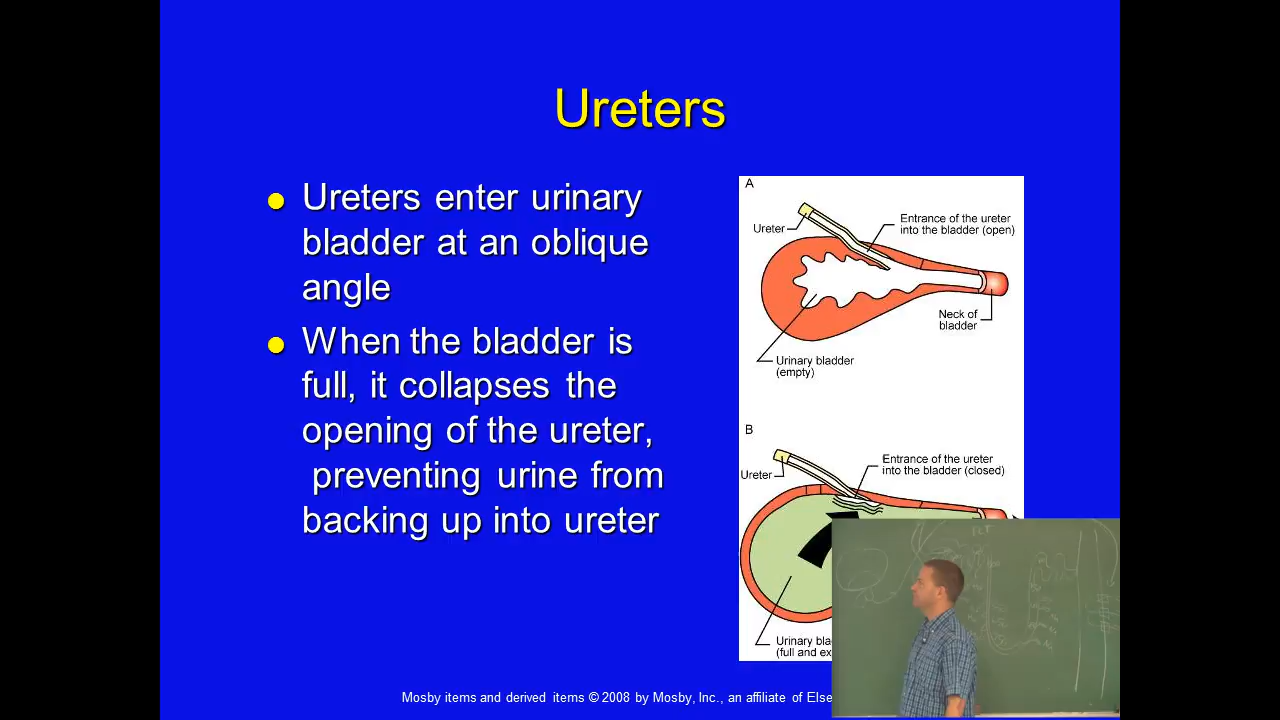 Ureters
Ureters enter urinary
bladder at an oblique
angle
When the bladder is
full, it collapses the
opening of the ureter,
preventing urine from
backing up into ureter
A
Ureter
Entrance of the ureter
into the bladder (open)
Neck of
bladder
Urinary bladder
(empty)
B
Ureter
Entrance of the ureter
into the bladder (closed)
Urinary bla
(full and ex
Mosby items and derived items © 2008 by Mosby, Inc., an affiliate of Else